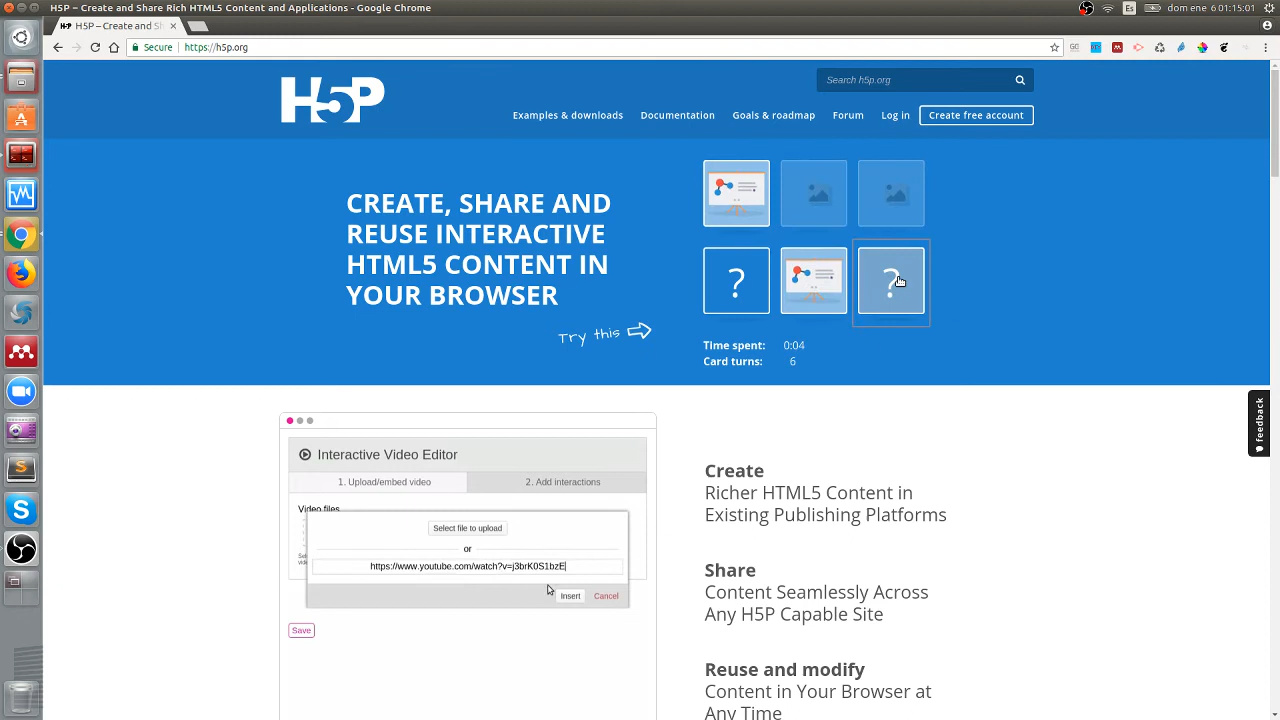 H5P – Create and Share Rich HTML5 Content and Applications - Google Chrome
Es
domene 6 01:15:01
H5P – Create and Sh
Secure
https://h5p.org
H5P
Search h5p.org
Examples & downloads
Documentation
Goals & roadmap
Forum
Log in
Create free account
CREATE, SHARE AND
REUSE INTERACTIVE
HTML5 CONTENT IN
YOUR BROWSER
Try this
?
?
Time spent: 0:04
Card turns: 6
feedback
Interactive Video Editor
1. Upload/embed video
2. Add interactions
Video files
Select file to upload
or
https://www.youtube.com/watch?v=j3brK0S1bzE
Insert
Cancel
Save
Create
Richer HTML5 Content in
Existing Publishing Platforms
Share
Content Seamlessly Across
Any H5P Capable Site
Reuse and modify
Content in Your Browser at
Any Time